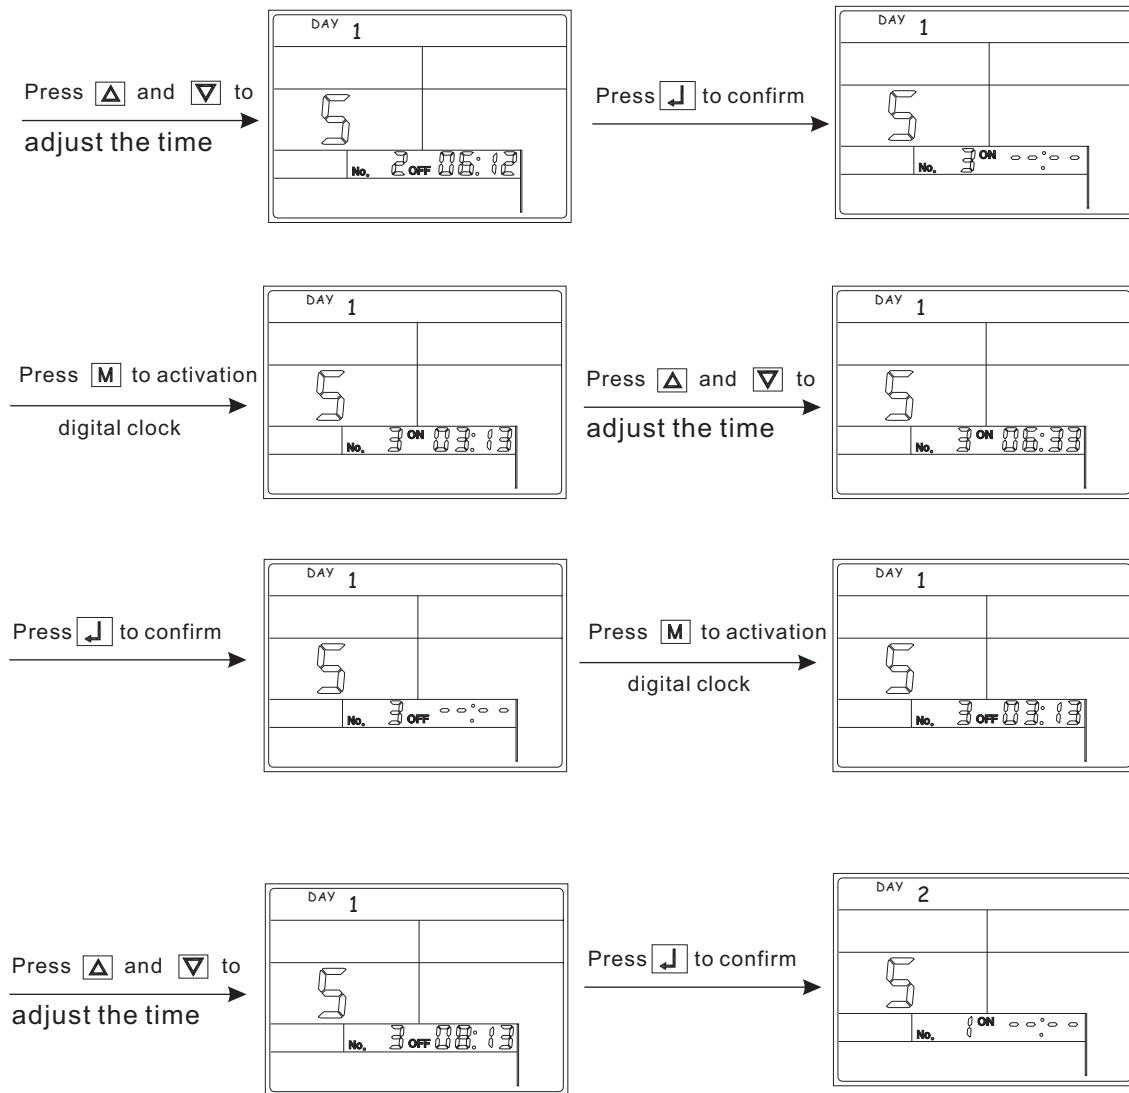 DAY 1
Press △ and ▽ to
adjust the time
5
No. 2 OFF 06:12
DAY 1
Press ↵ to confirm
5
No. 3 ON --:--
DAY 1
Press M to activation
digital clock
5
No. 3 ON 03:13
DAY 1
Press △ and ▽ to
adjust the time
5
No. 3 ON 06:33
DAY 1
Press ↵ to confirm
5
No. 3 OFF --:--
DAY 1
Press M to activation
digital clock
5
No. 3 OFF 03:13
DAY 1
Press △ and ▽ to
adjust the time
5
No. 3 OFF 08:13
DAY 2
Press ↵ to confirm
5
No. 1 ON --:--